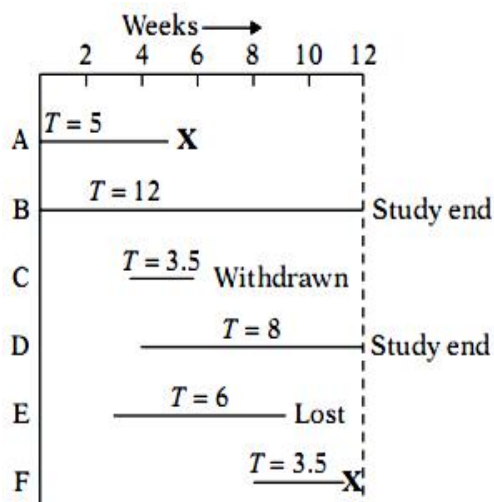 Weeks →
2 4 6 8 10 12
T = 5
A X
T = 12
B Study end
T = 3.5
C Withdrawn
T = 8
D Study end
T = 6
E Lost
T = 3.5
F X